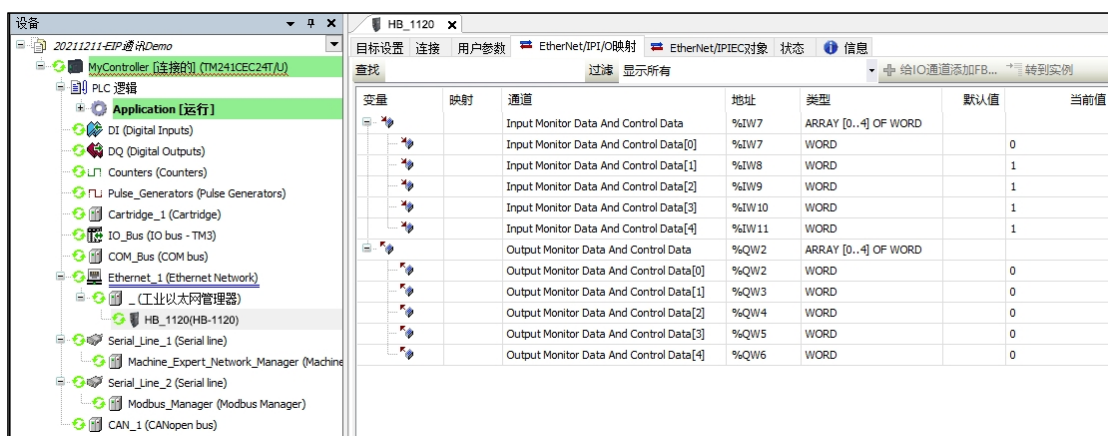 设备
20211211-EIP通讯Demo
MyController [连接的] (TM241CEC24T/U)
PLC 逻辑
Application [运行]
DI (Digital Inputs)
DQ (Digital Outputs)
Counters (Counters)
Pulse_Generators (Pulse Generators)
Cartridge_1 (Cartridge)
IO_Bus (IO bus - TM3)
COM_Bus (COM bus)
Ethernet_1 (Ethernet Network)
_ (工业以太网管理器)
HB_1120(HB-1120)
Serial_Line_1 (Serial line)
Machine_Expert_Network_Manager (Machine
Serial_Line_2 (Serial line)
Modbus_Manager (Modbus Manager)
CAN_1 (CANopen bus)
HB_1120
目标设置 连接 用户参数 EtherNet/IPI/O映射 EtherNet/IPIEC对象 状态 信息
查找 过滤 显示所有 给IO通道添加FB... 转到实例
变量 映射 通道 地址 类型 默认值 当前值
Input Monitor Data And Control Data %IW7 ARRAY [0..4] OF WORD
Input Monitor Data And Control Data[0] %IW7 WORD 0
Input Monitor Data And Control Data[1] %IW8 WORD 1
Input Monitor Data And Control Data[2] %IW9 WORD 1
Input Monitor Data And Control Data[3] %IW10 WORD 1
Input Monitor Data And Control Data[4] %IW11 WORD 1
Output Monitor Data And Control Data %QW2 ARRAY [0..4] OF WORD
Output Monitor Data And Control Data[0] %QW2 WORD 0
Output Monitor Data And Control Data[1] %QW3 WORD 0
Output Monitor Data And Control Data[2] %QW4 WORD 0
Output Monitor Data And Control Data[3] %QW5 WORD 0
Output Monitor Data And Control Data[4] %QW6 WORD 0